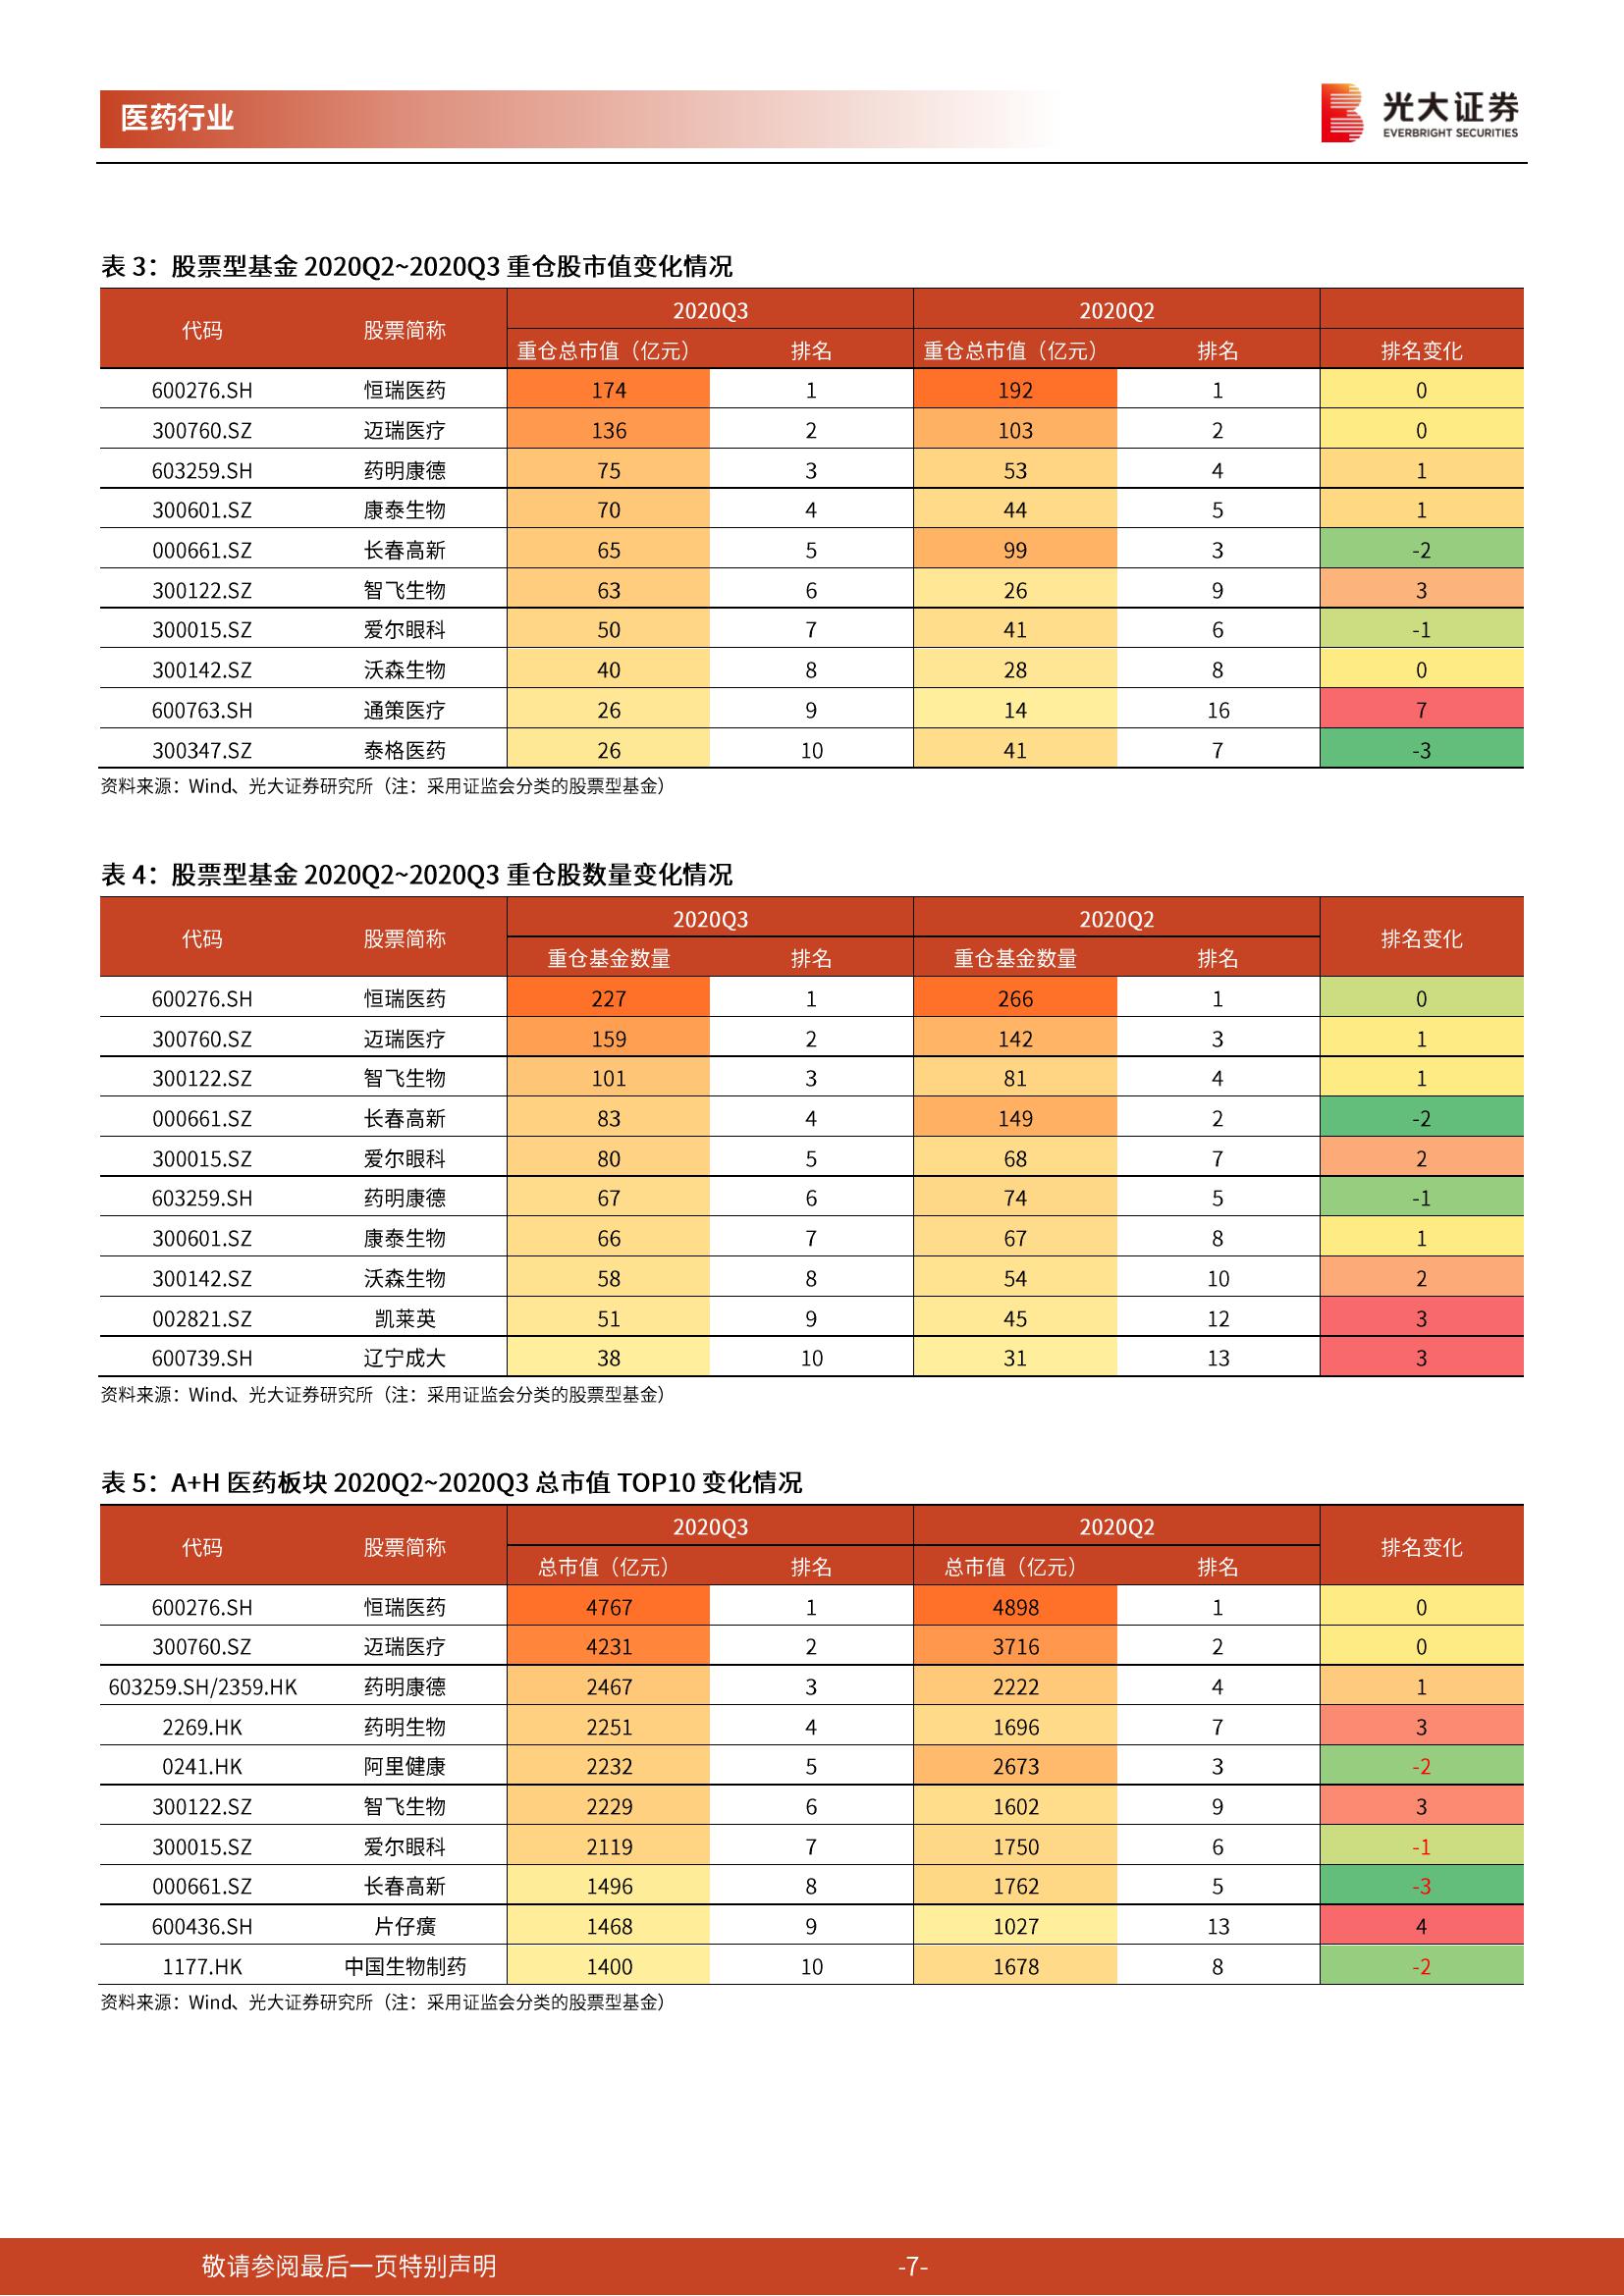 医药行业
光大证券
EVERBRIGHT SECURITIES
表 3：股票型基金 2020Q2~2020Q3 重仓股市值变化情况
代码 股票简称 2020Q3 2020Q2
重仓总市值（亿元） 排名 重仓总市值（亿元） 排名 排名变化
600276.SH 恒瑞医药 174 1 192 1 0
300760.SZ 迈瑞医疗 136 2 103 2 0
603259.SH 药明康德 75 3 53 4 1
300601.SZ 康泰生物 70 4 44 5 1
000661.SZ 长春高新 65 5 99 3 -2
300122.SZ 智飞生物 63 6 26 9 3
300015.SZ 爱尔眼科 50 7 41 6 -1
300142.SZ 沃森生物 40 8 28 8 0
600763.SH 通策医疗 26 9 14 16 7
300347.SZ 泰格医药 26 10 41 7 -3
资料来源：Wind、光大证券研究所（注：采用证监会分类的股票型基金）
表 4：股票型基金 2020Q2~2020Q3 重仓股数量变化情况
代码 股票简称 2020Q3 2020Q2 排名变化
重仓基金数量 排名 重仓基金数量 排名
600276.SH 恒瑞医药 227 1 266 1 0
300760.SZ 迈瑞医疗 159 2 142 3 1
300122.SZ 智飞生物 101 3 81 4 1
000661.SZ 长春高新 83 4 149 2 -2
300015.SZ 爱尔眼科 80 5 68 7 2
603259.SH 药明康德 67 6 74 5 -1
300601.SZ 康泰生物 66 7 67 8 1
300142.SZ 沃森生物 58 8 54 10 2
002821.SZ 凯莱英 51 9 45 12 3
600739.SH 辽宁成大 38 10 31 13 3
资料来源：Wind、光大证券研究所（注：采用证监会分类的股票型基金）
表 5：A+H 医药板块 2020Q2~2020Q3 总市值 TOP10 变化情况
代码 股票简称 2020Q3 2020Q2 排名变化
总市值（亿元） 排名 总市值（亿元） 排名
600276.SH 恒瑞医药 4767 1 4898 1 0
300760.SZ 迈瑞医疗 4231 2 3716 2 0
603259.SH/2359.HK 药明康德 2467 3 2222 4 1
2269.HK 药明生物 2251 4 1696 7 3
0241.HK 阿里健康 2232 5 2673 3 -2
300122.SZ 智飞生物 2229 6 1602 9 3
300015.SZ 爱尔眼科 2119 7 1750 6 -1
000661.SZ 长春高新 1496 8 1762 5 -3
600436.SH 片仔癀 1468 9 1027 13 4
1177.HK 中国生物制药 1400 10 1678 8 -2
资料来源：Wind、光大证券研究所（注：采用证监会分类的股票型基金）
敬请参阅最后一页特别声明 -7-